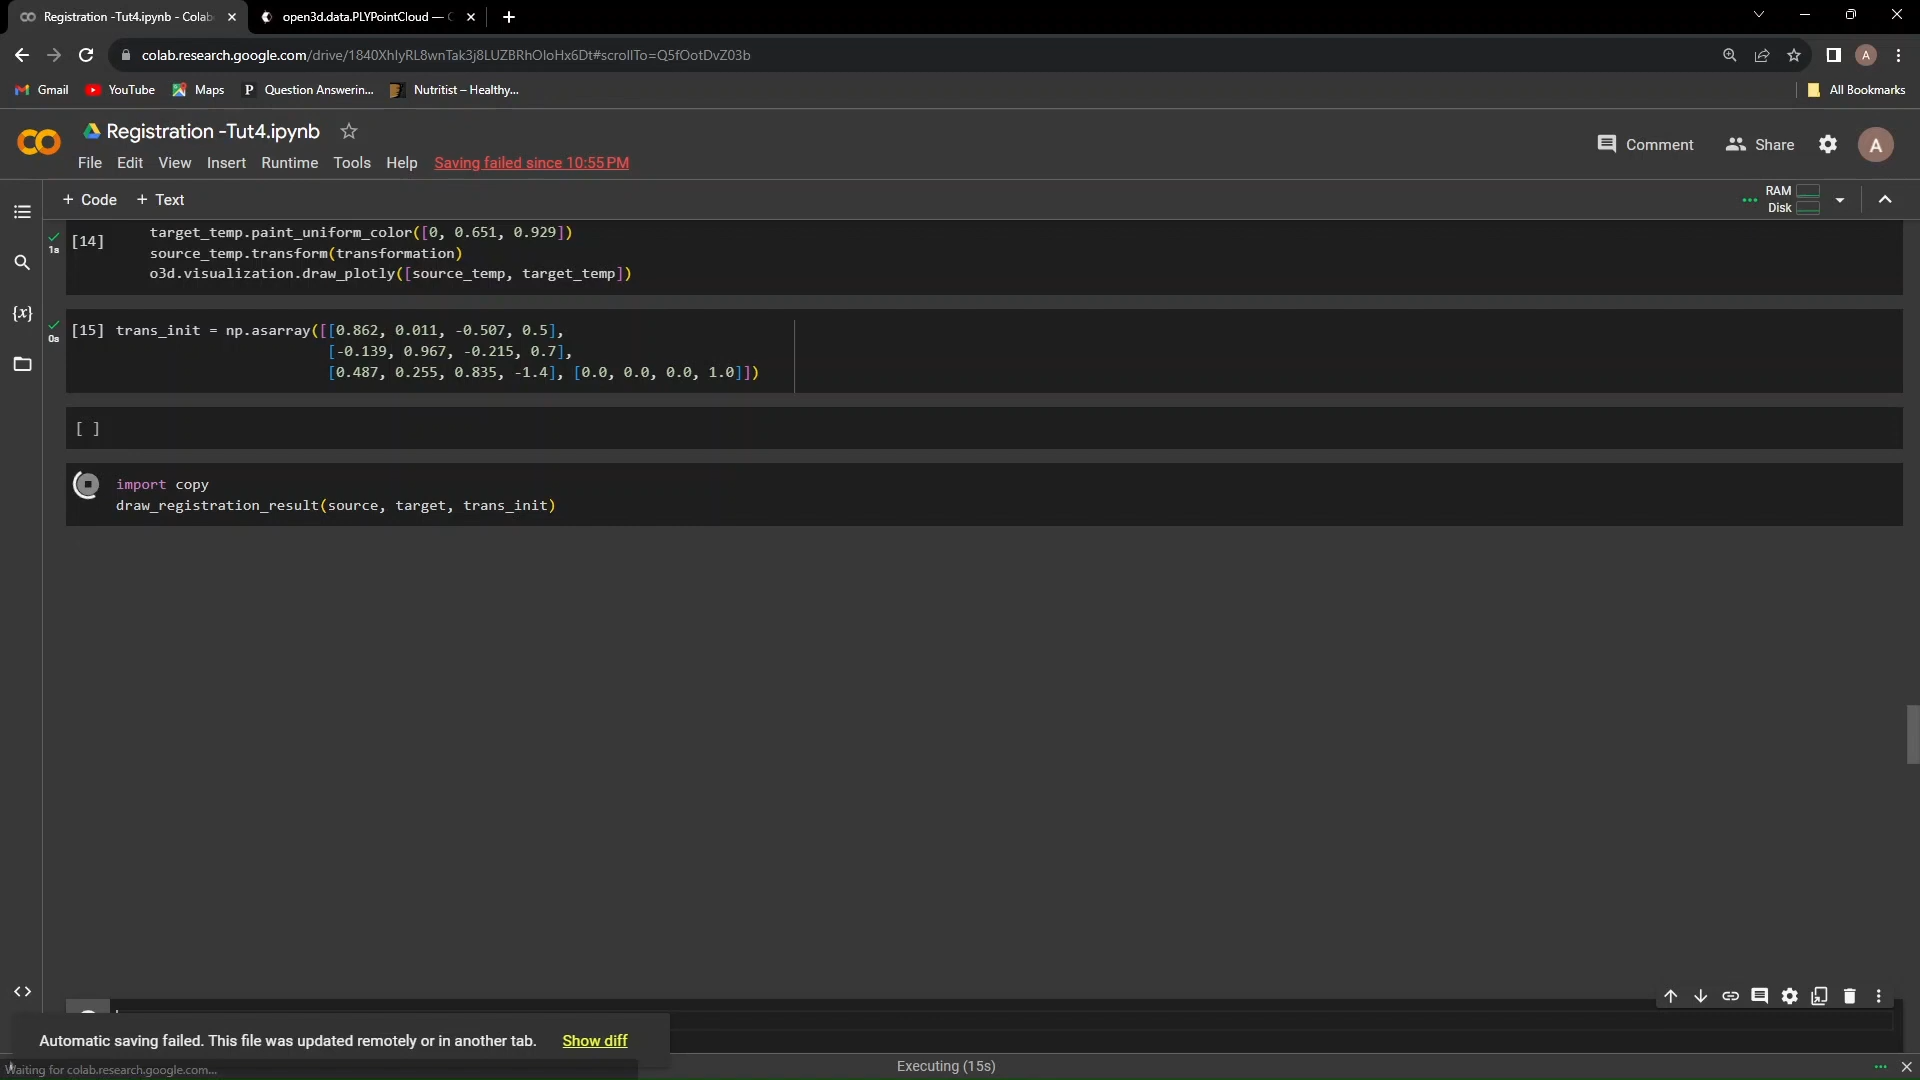 Registration -Tut4.ipynb - Colab
open3d.data.PLYPointCloud —
colab.research.google.com/drive/1840XhlyRL8wnTak3j8LUZBRhOIoHx6Dt#scrollTo=Q5fOotDvZ03b
A
Gmail
YouTube
Maps
P Question Answerin...
Nutritist – Healthy...
All Bookmarks
Registration -Tut4.ipynb
File Edit View Insert Runtime Tools Help Saving failed since 10:55 PM
Comment
Share
A
+ Code + Text
RAM
Disk
1s
[14]
target_temp.paint_uniform_color([0, 0.651, 0.929])
source_temp.transform(transformation)
o3d.visualization.draw_plotly([source_temp, target_temp])
{x}
0s
[15] trans_init = np.asarray([[0.862, 0.011, -0.507, 0.5],
[-0.139, 0.967, -0.215, 0.7],
[0.487, 0.255, 0.835, -1.4], [0.0, 0.0, 0.0, 1.0]])
[ ]
import copy
draw_registration_result(source, target, trans_init)
Automatic saving failed. This file was updated remotely or in another tab. Show diff
Waiting for colab.research.google.com...
Executing (15s)